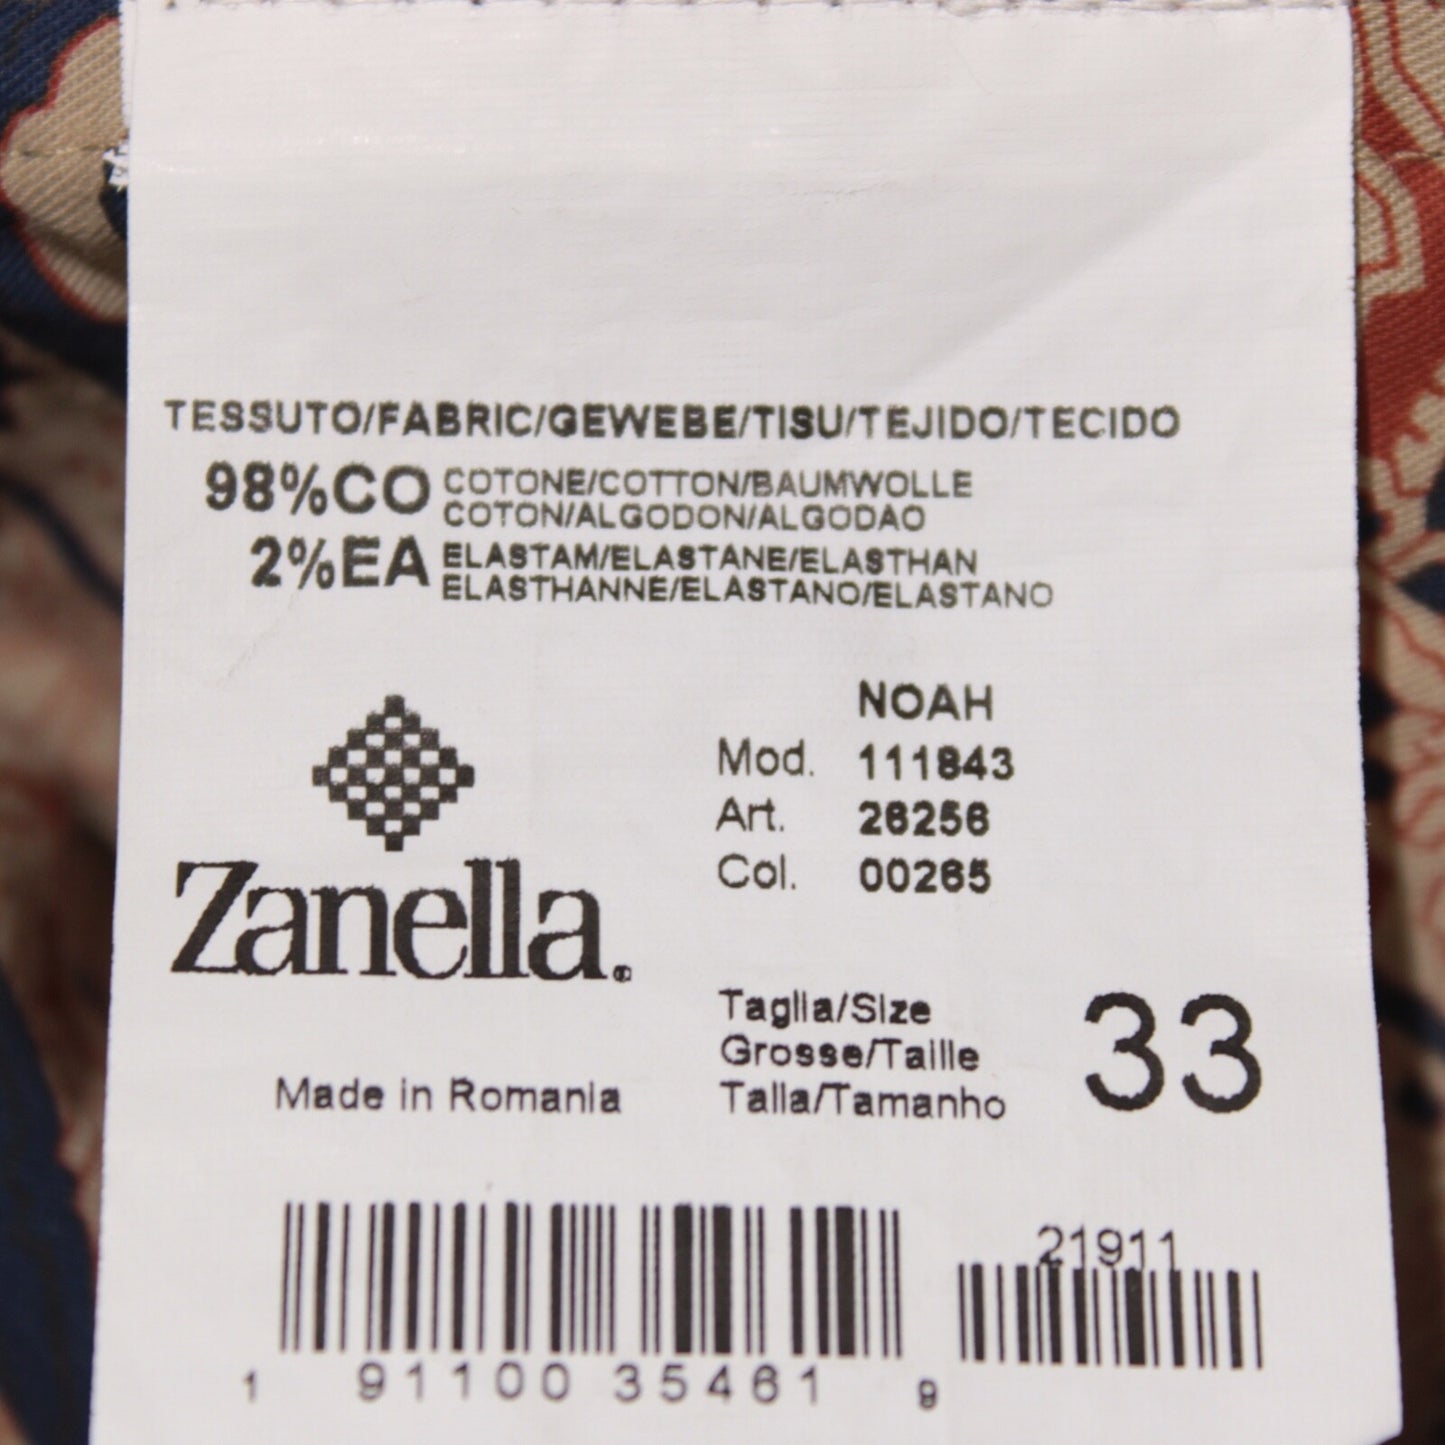 TESSUTO/FABRIC/GEWEBE/TISU/TEJIDO/TECIDO
98%CO COTONE/COTTON/BAUMWOLLE
COTON/ALGODON/ALGODAO
2%EA ELASTAM/ELASTANE/ELASTHAN
ELASTHANNE/ELASTANO/ELASTANO
NOAH
Mod. 111843
Art. 26256
Col. 00265
Zanella®
Taglia/Size
Grosse/Taille
Talla/Tamanho
33
Made in Romania
21911
1 91100 35461 9